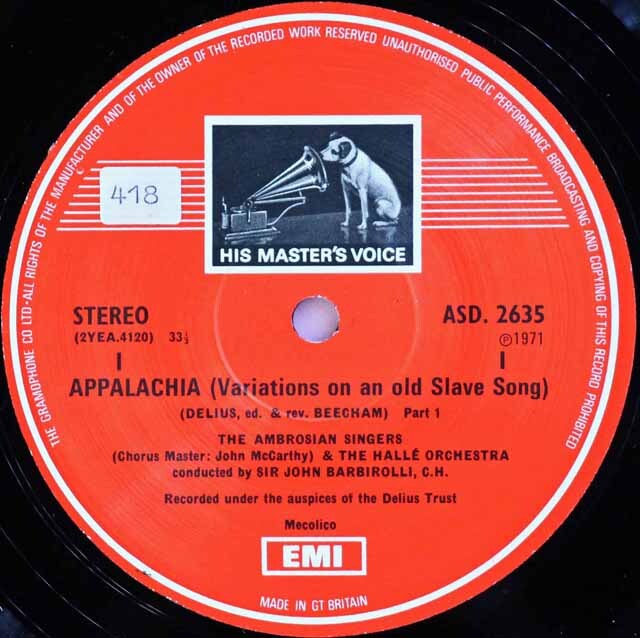 THE GRAMOPHONE CO LTD·ALL RIGHTS OF THE MANUFACTURER AND OF THE OWNER OF THE RECORDED WORK RESERVED UNAUTHORISED PUBLIC PERFORMANCE BROADCASTING AND COPYING OF THIS RECORD PROHIBITED
418
HIS MASTER'S VOICE
STEREO ASD. 2635
(2YEA.4120) 33⅓ ℗1971
I I
APPALACHIA (Variations on an old Slave Song)
(DELIUS, ed. & rev. BEECHAM) Part 1
THE AMBROSIAN SINGERS
(Chorus Master: John McCarthy) & THE HALLÉ ORCHESTRA
conducted by SIR JOHN BARBIROLLI, C.H.
Recorded under the auspices of the Delius Trust
Mecolico
EMI
MADE IN GT BRITAIN